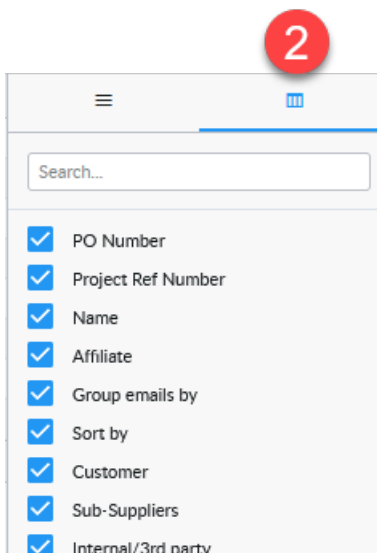 2
Search...
PO Number
Project Ref Number
Name
Affiliate
Group emails by
Sort by
Customer
Sub-Suppliers
Internal/3rd party